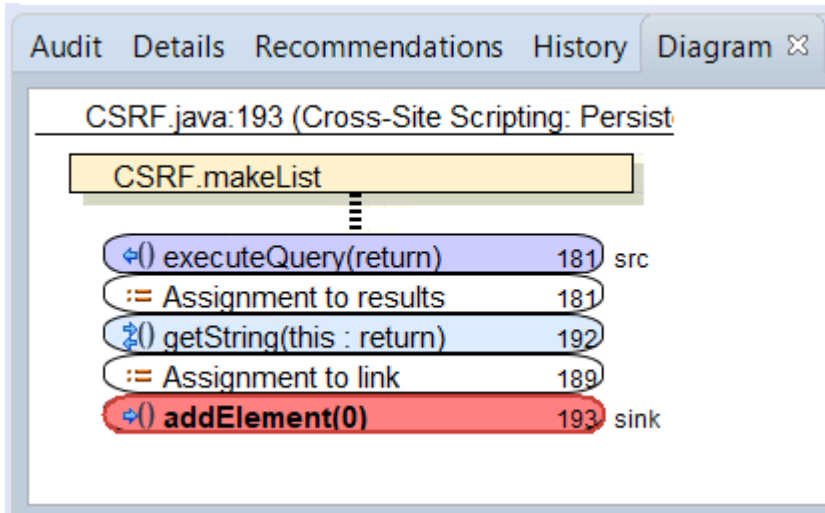 Audit Details Recommendations History Diagram
CSRF.java:193 (Cross-Site Scripting: Persist
CSRF.makeList
executeQuery(return) 181 src
:= Assignment to results 181
getString(this : return) 192
:= Assignment to link 189
addElement(0) 193 sink